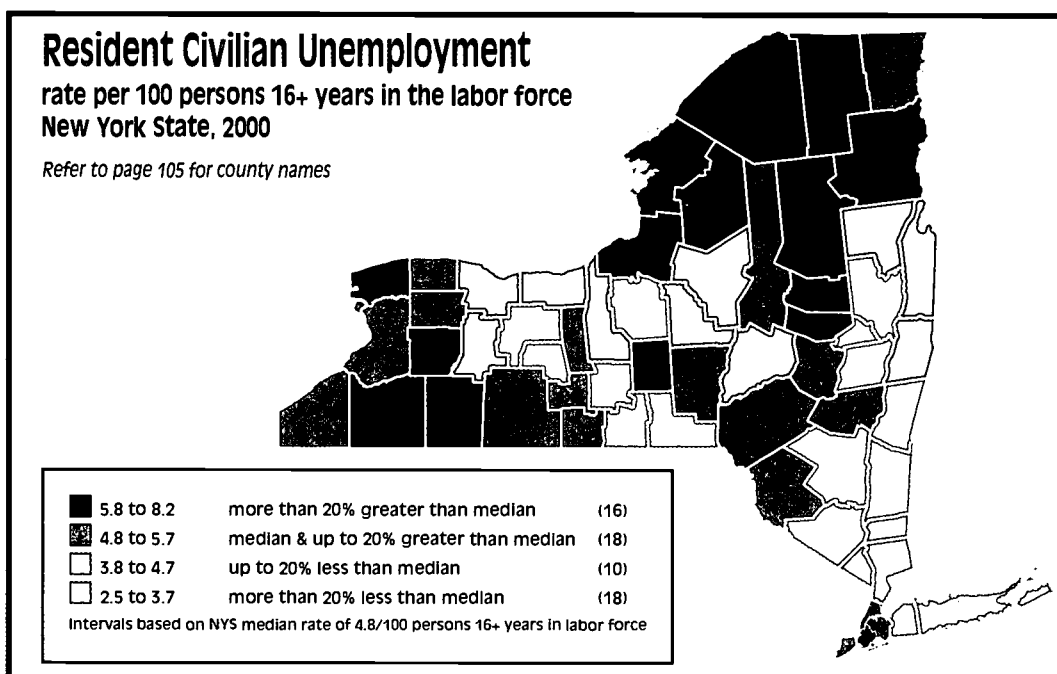 Resident Civilian Unemployment
rate per 100 persons 16+ years in the labor force
New York State, 2000
Refer to page 105 for county names
5.8 to 8.2 more than 20% greater than median (16)
4.8 to 5.7 median & up to 20% greater than median (18)
3.8 to 4.7 up to 20% less than median (10)
2.5 to 3.7 more than 20% less than median (18)
Intervals based on NYS median rate of 4.8/100 persons 16+ years in labor force